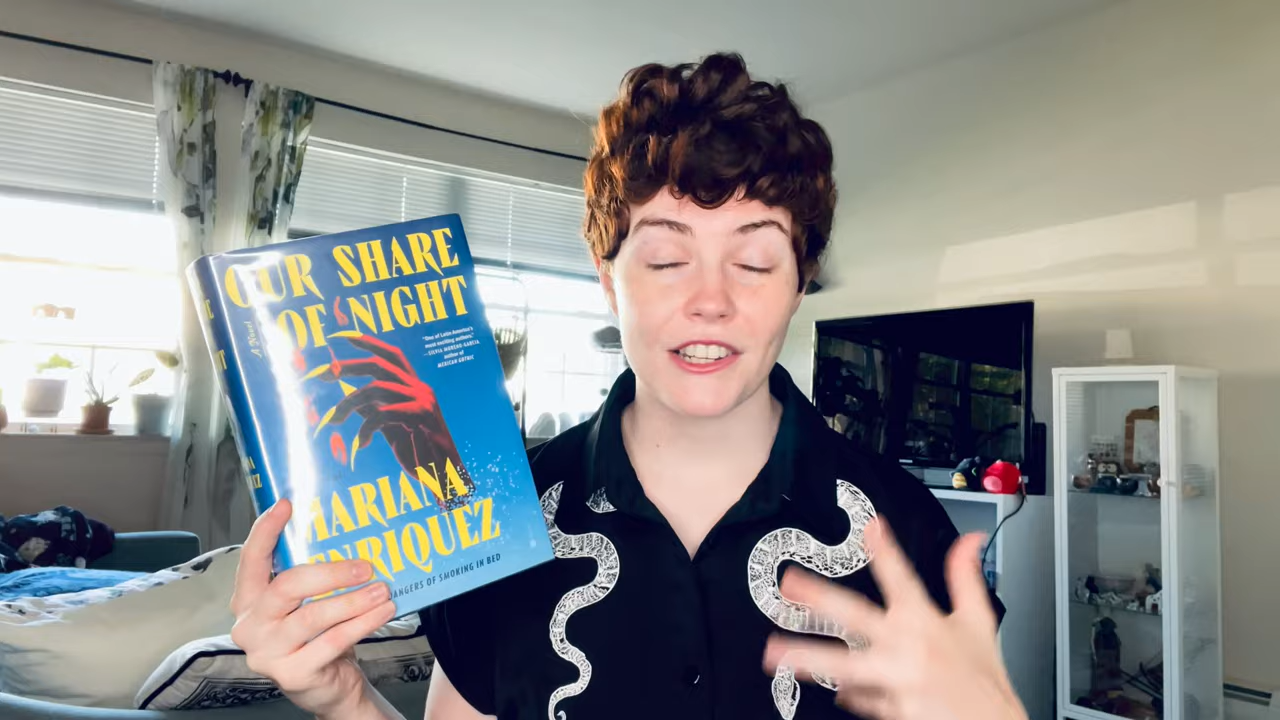 OUR SHARE
OF NIGHT
A Novel
"One of Latin America's
most exciting authors."
—SILVIA MORENO-GARCIA,
author of
MEXICAN GOTHIC
MARIANA
ENRIQUEZ
DANGERS OF SMOKING IN BED